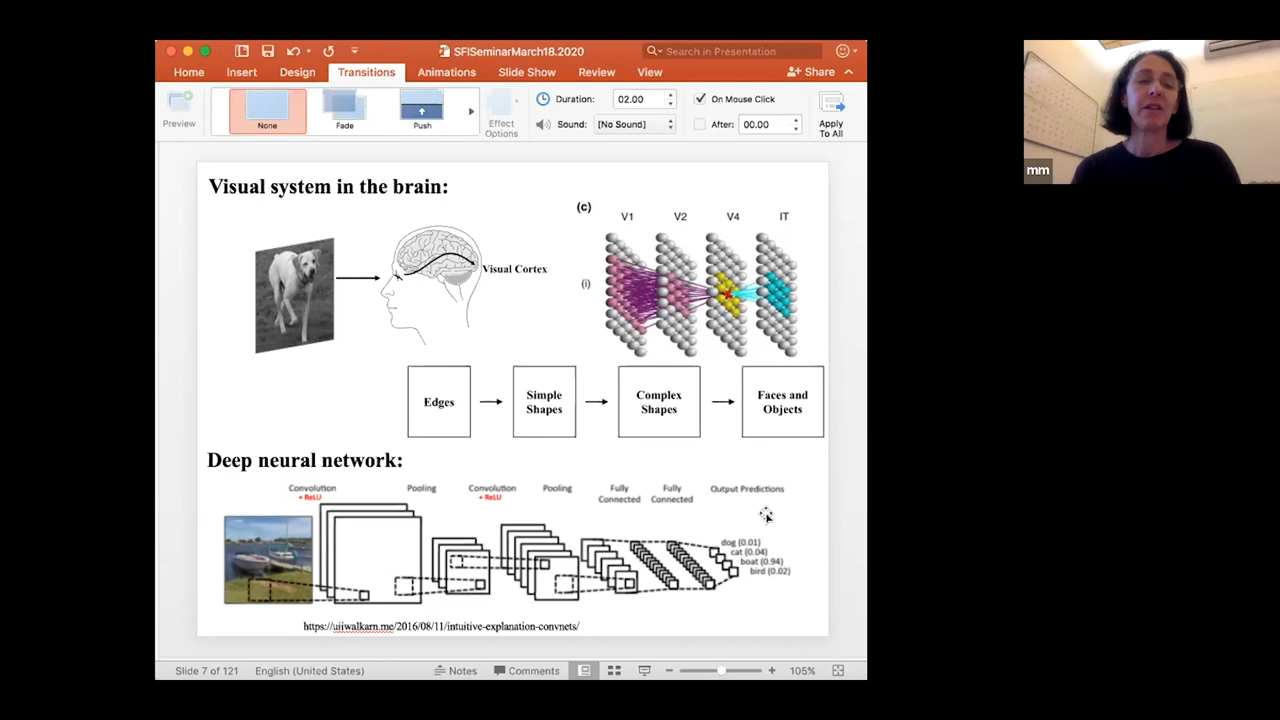 SFISeminarMarch18.2020
Search in Presentation
Home Insert Design Transitions Animations Slide Show Review View Share
Preview
None
Fade
Push
Effect
Options
Duration: 02.00
Sound: [No Sound]
On Mouse Click
After: 00.00
Apply
To All
mm
Visual system in the brain:
(c)
V1 V2 V4 IT
Visual Cortex
(i)
Edges
Simple
Shapes
Complex
Shapes
Faces and
Objects
Deep neural network:
Convolution
+ ReLU
Pooling
Convolution
+ ReLU
Pooling
Fully
Connected
Fully
Connected
Output Predictions
dog (0.01)
cat (0.04)
boat (0.94)
bird (0.02)
https://ujjwalkarn.me/2016/08/11/intuitive-explanation-convnets/
Slide 7 of 121 English (United States) Notes Comments 105%